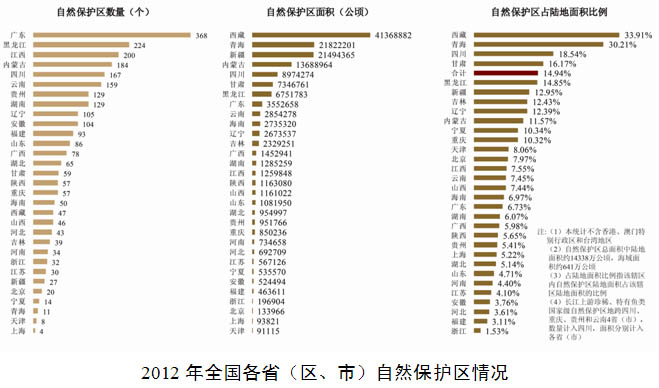 自然保护区数量（个）
广东 368
黑龙江 224
江西 200
内蒙古 184
四川 167
云南 159
贵州 129
湖南 129
辽宁 105
安徽 104
福建 93
山东 86
广西 78
湖北 65
甘肃 59
陕西 57
重庆 57
海南 50
西藏 47
山西 46
河北 43
吉林 39
河南 34
浙江 32
江苏 30
新疆 27
北京 20
宁夏 14
青海 11
天津 8
上海 4
自然保护区面积（公顷）
西藏 41368882
青海 21822201
新疆 21494365
内蒙古 13688964
四川 8974274
甘肃 7346761
黑龙江 6751783
广东 3552658
云南 2854278
海南 2735320
辽宁 2673537
吉林 2329251
广西 1452941
湖南 1285259
江西 1259848
陕西 1163080
山西 1161022
山东 1081950
湖北 954997
贵州 951766
重庆 850236
河南 734658
河北 692709
江苏 567126
宁夏 535570
安徽 524494
福建 463611
浙江 196904
北京 133966
上海 93821
天津 91115
自然保护区占陆地面积比例
西藏 33.91%
青海 30.21%
四川 18.54%
甘肃 16.17%
合计 14.94%
黑龙江 14.85%
新疆 12.95%
吉林 12.43%
辽宁 12.39%
内蒙古 11.57%
宁夏 10.34%
重庆 10.32%
天津 8.06%
北京 7.97%
江西 7.55%
云南 7.45%
山西 7.44%
海南 6.97%
广东 6.73%
湖南 6.07%
广西 5.98%
陕西 5.65%
贵州 5.41%
上海 5.22%
湖北 5.14%
山东 4.71%
河南 4.40%
江苏 4.10%
安徽 3.76%
河北 3.61%
福建 3.11%
浙江 1.53%
注：（1）本统计不含香港、澳门特
别行政区和台湾地区
（2）自然保护区总面积中陆地
面积约14338万公顷，海域面
积约641万公顷
（3）占陆地面积比例指该辖区
内自然保护区陆地面积占该辖
区陆地面积的比例
（4）长江上游珍稀、特有鱼类
国家级自然保护区地跨四川、
重庆、贵州和云南4省（市），
数量计入四川，面积分别计入
各省（市）
2012 年全国各省（区、市）自然保护区情况